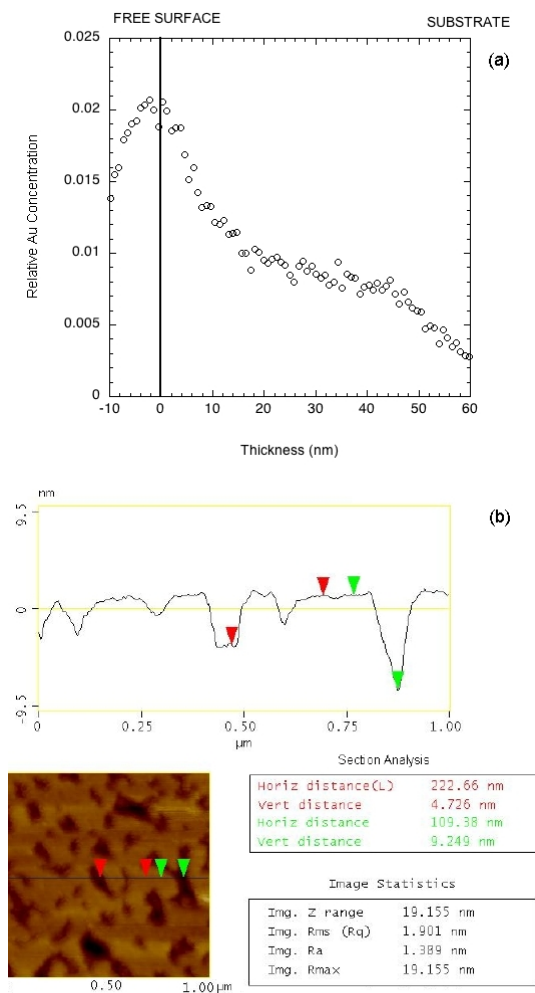 FREE SURFACE
SUBSTRATE
(a)
0.025
0.02
0.015
0.01
0.005
0
Relative Au Concentration
-10 0 10 20 30 40 50 60
Thickness (nm)
nm
(b)
9.5
0
-9.5
0 0.25 0.50 0.75 1.00
µm
Section Analysis
Horiz distance(L) 222.66 nm
Vert distance 4.726 nm
Horiz distance 109.38 nm
Vert distance 9.249 nm
Image Statistics
Img. Z range 19.155 nm
Img. Rms (Rq) 1.901 nm
Img. Ra 1.389 nm
Img. Rmax 19.155 nm
0.50 1.00µm